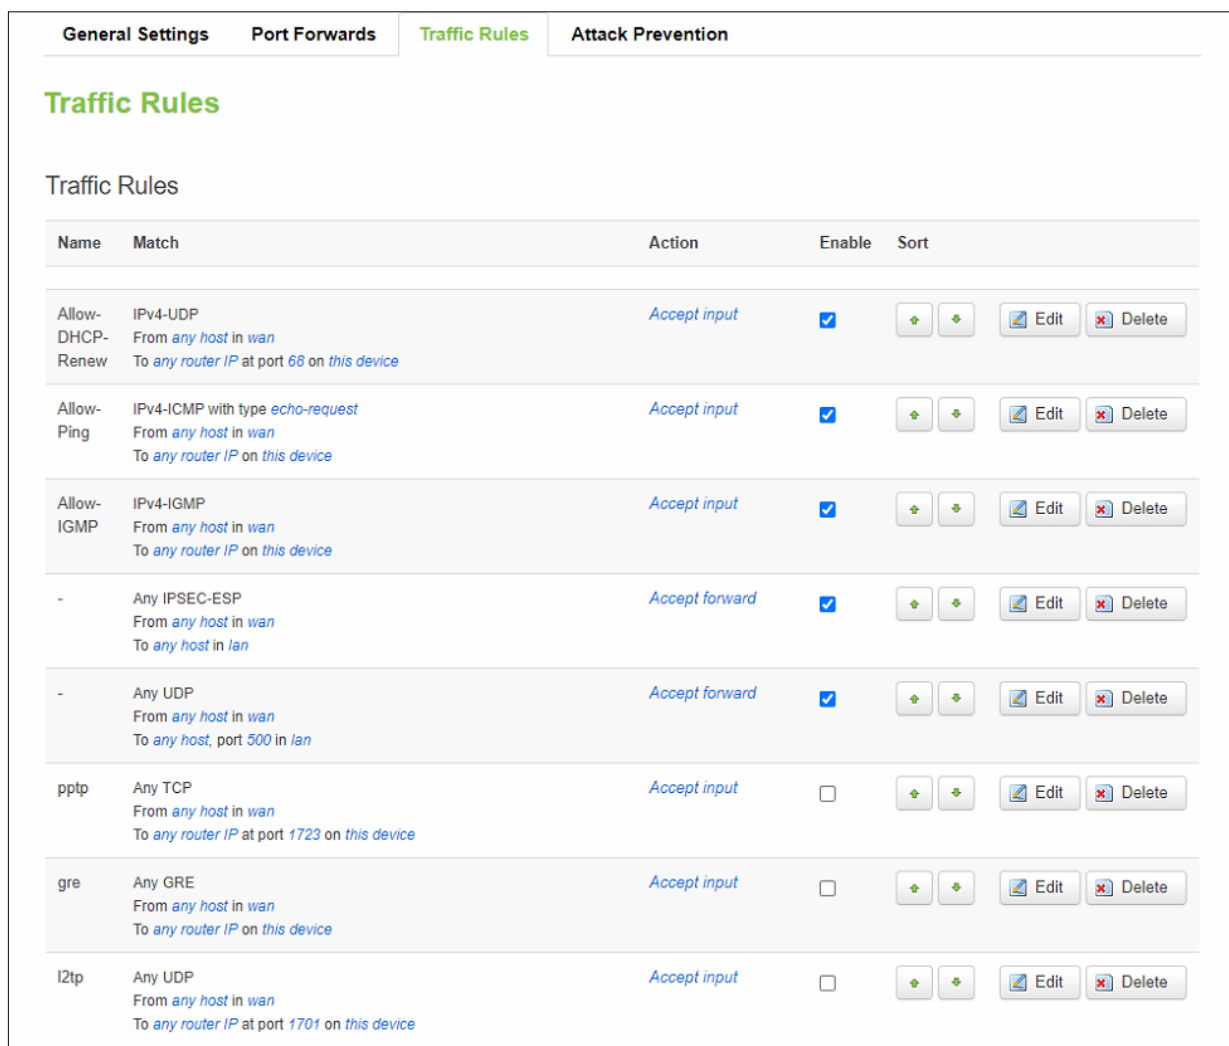 General Settings Port Forwards Traffic Rules Attack Prevention
Traffic Rules
Traffic Rules
Name Match Action Enable Sort
Allow- IPv4-UDP Accept input Edit Delete
DHCP- From any host in wan
Renew To any router IP at port 68 on this device
Allow- IPv4-ICMP with type echo-request Accept input Edit Delete
Ping From any host in wan
To any router IP on this device
Allow- IPv4-IGMP Accept input Edit Delete
IGMP From any host in wan
To any router IP on this device
- Any IPSEC-ESP Accept forward Edit Delete
From any host in wan
To any host in lan
- Any UDP Accept forward Edit Delete
From any host in wan
To any host, port 500 in lan
pptp Any TCP Accept input Edit Delete
From any host in wan
To any router IP at port 1723 on this device
gre Any GRE Accept input Edit Delete
From any host in wan
To any router IP on this device
l2tp Any UDP Accept input Edit Delete
From any host in wan
To any router IP at port 1701 on this device